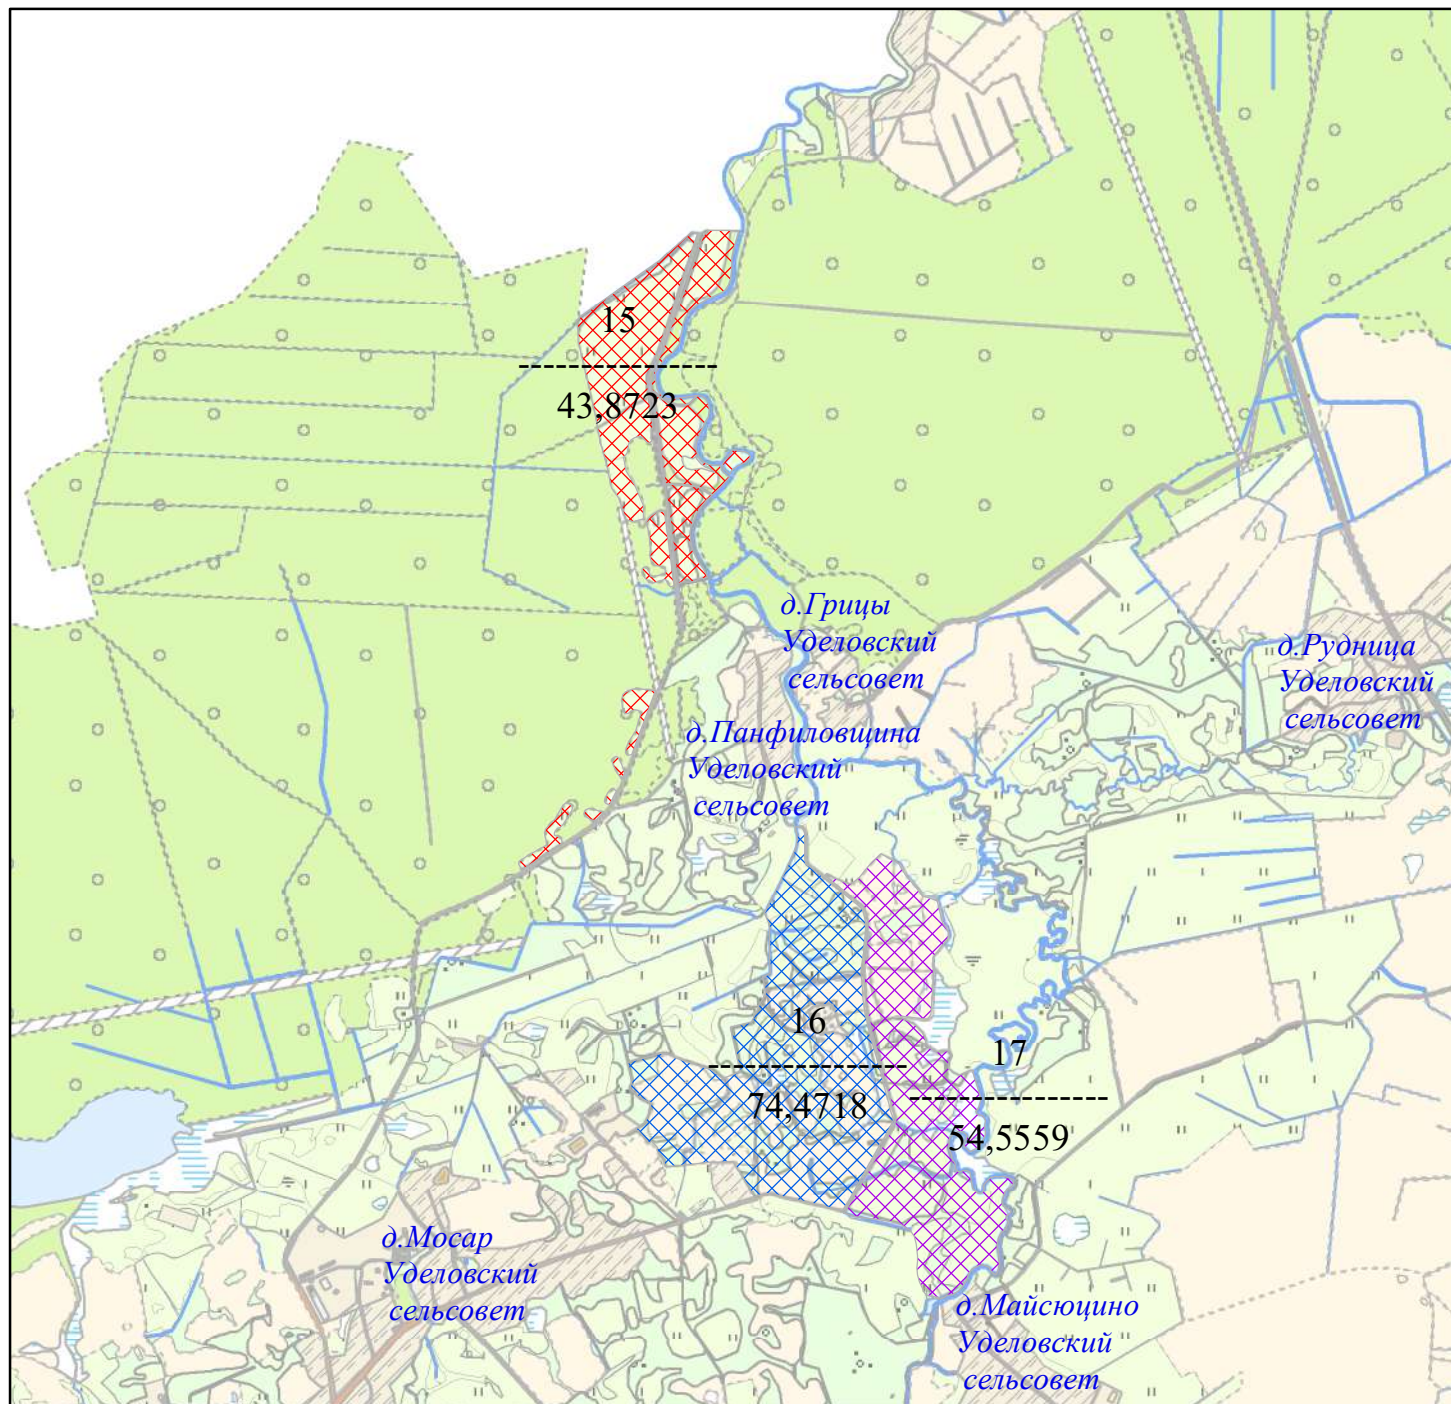 15
43,8723
д.Грицы
Уделовский
сельсовет
д.Рудница
Уделовский
сельсовет
д.Панфиловщина
Уделовский
сельсовет
16
74,4718
17
54,5559
д.Мосар
Уделовский
сельсовет
д.Майсюцино
Уделовский
сельсовет